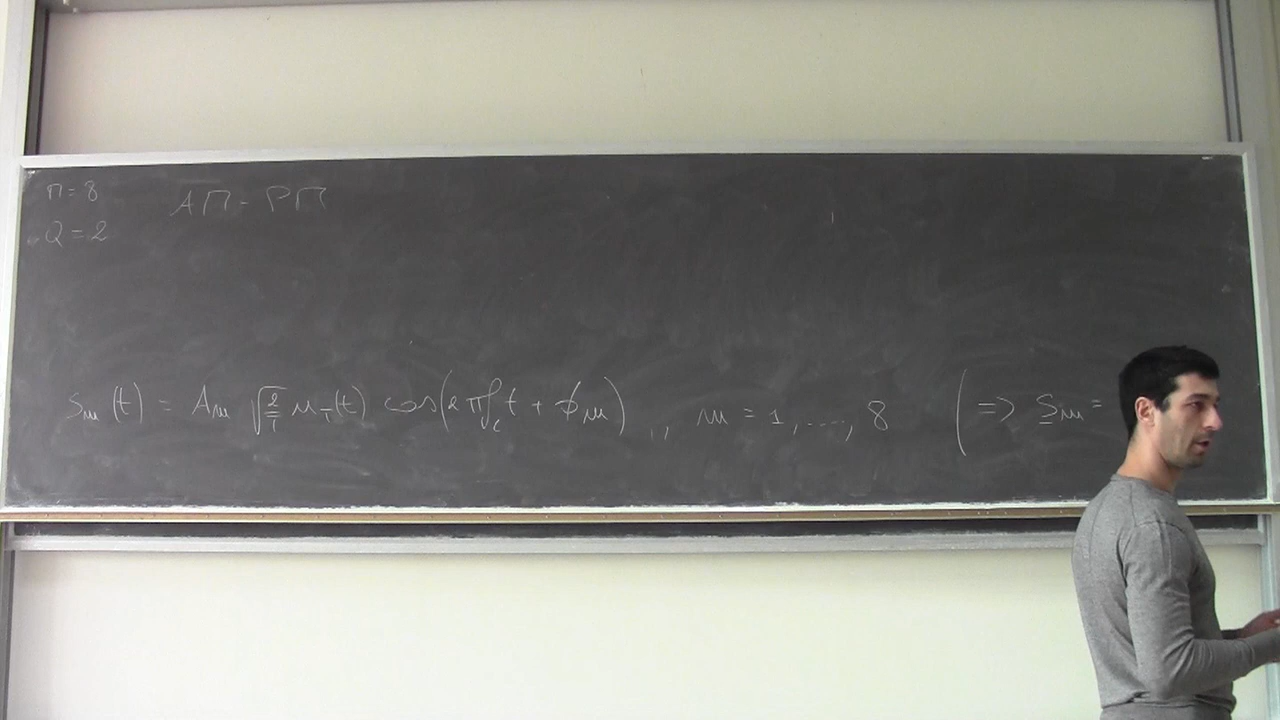 M = 8
Q = 2
AM - PM
s_m(t) = A_m √(2/T) u_T(t) cos(2πf_c t + φ_m) , m = 1, ..., 8 ( => s_m =